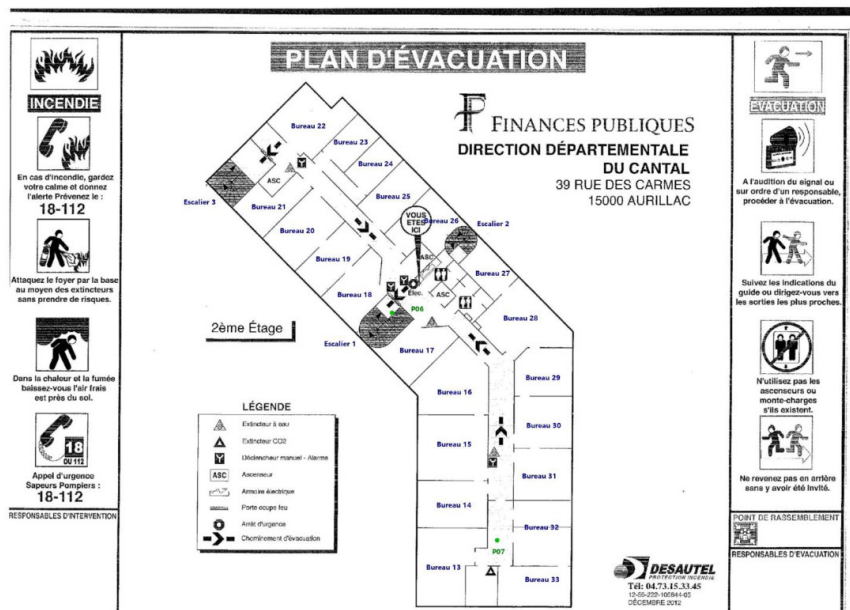 PLAN D'ÉVACUATION
INCENDIE
En cas d'incendie, gardez
votre calme et donnez
l'alerte Prévenez le :
18-112
Attaquez le foyer par la base
au moyen des extincteurs
sans prendre de risques.
Dans la chaleur et la fumée
baissez-vous l'air frais
est près du sol.
18
OU 112
Appel d'urgence
Sapeurs Pompiers :
18-112
RESPONSABLES D'INTERVENTION
FINANCES PUBLIQUES
DIRECTION DÉPARTEMENTALE
DU CANTAL
39 RUE DES CARMES
15000 AURILLAC
Bureau 22
Bureau 23
Bureau 24
Bureau 25
Bureau 26
Escalier 2
Bureau 27
Bureau 28
ASC
Escalier 3
Bureau 21
Bureau 20
Bureau 19
Bureau 18
VOUS
ETES
ICI
ASC
ASC
Elec.
P06
2ème Étage
Escalier 1
Bureau 17
Bureau 16
Bureau 15
Bureau 14
Bureau 13
Bureau 29
Bureau 30
Bureau 31
Bureau 32
P07
Bureau 33
LÉGENDE
Extincteur à eau
Extincteur CO2
Déclencheur manuel - Alarme
ASC
Ascenseur
Armoire électrique
Porte coupe feu
Arrêt d'urgence
Cheminement d'évacuation
DESAUTEL
PROTECTION INCENDIE
Tél: 04.73.15.33.45
DÉCEMBRE 2012
EVACUATION
A l'audition du signal ou
sur ordre d'un responsable,
procéder à l'évacuation.
Suivez les indications du
guide ou dirigez-vous vers
les sorties les plus proches.
N'utilisez pas les
ascenseurs ou
monte-charges
s'ils existent.
Ne revenez pas en arrière
sans y avoir été invité.
POINT DE RASSEMBLEMENT
RESPONSABLES D'EVACUATION